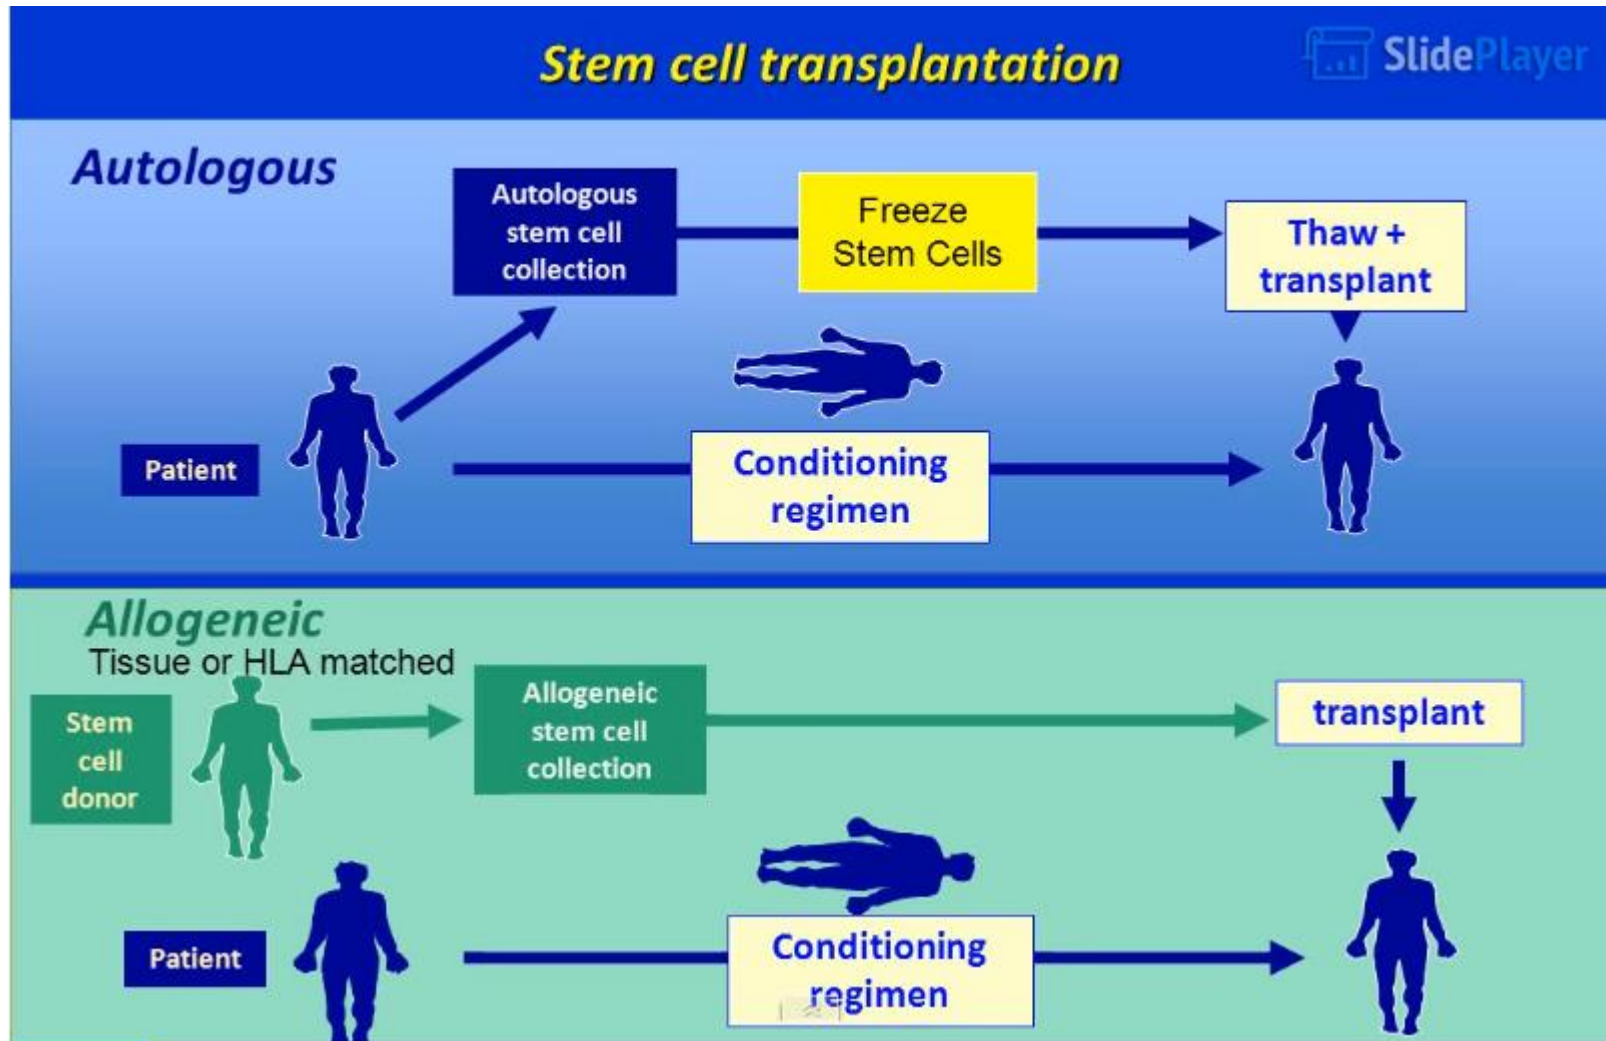 Stem cell transplantation
SlidePlayer
Autologous
Autologous
stem cell
collection
Freeze
Stem Cells
Thaw +
transplant
Patient
Conditioning
regimen
Allogeneic
Tissue or HLA matched
Stem
cell
donor
Allogeneic
stem cell
collection
transplant
Patient
Conditioning
regimen